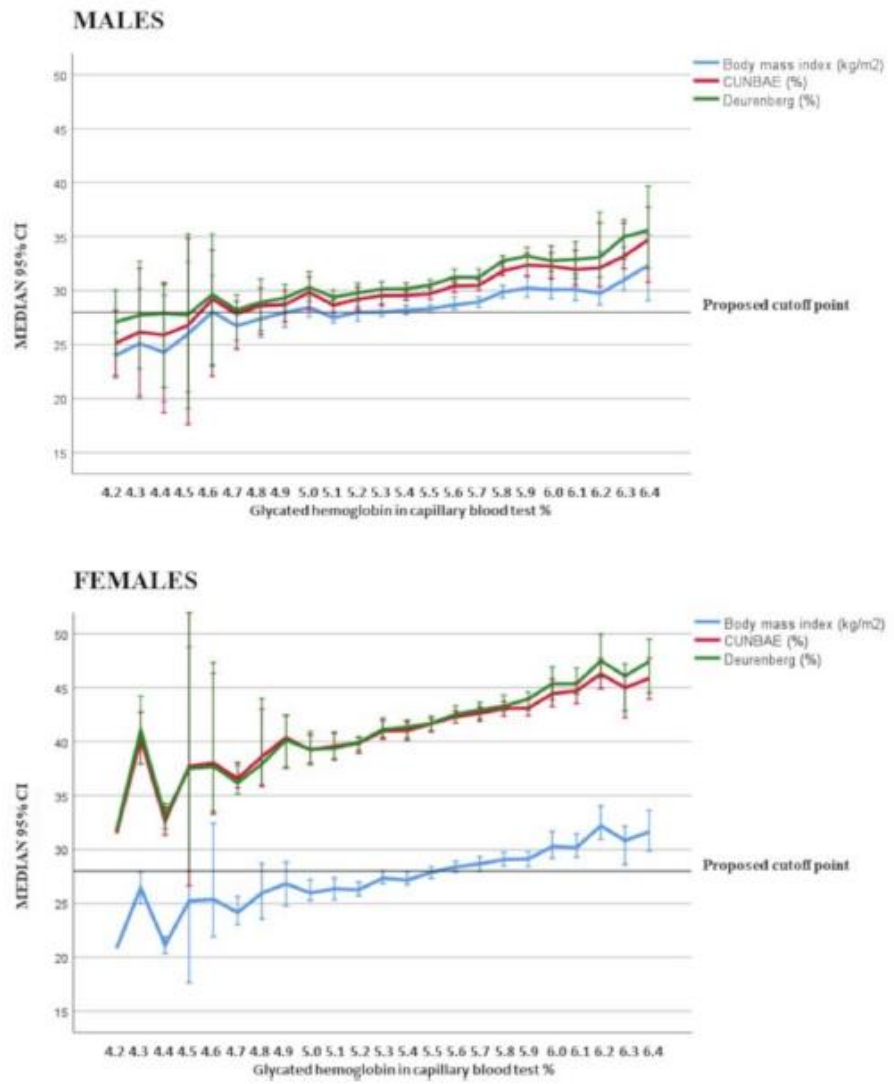 MALES
Body mass index (kg/m2)
CUNBAE (%)
Deurenberg (%)
50
45
40
35
30
25
20
15
MEDIAN 95% CI
Proposed cutoff point
4.2 4.3 4.4 4.5 4.6 4.7 4.8 4.9 5.0 5.1 5.2 5.3 5.4 5.5 5.6 5.7 5.8 5.9 6.0 6.1 6.2 6.3 6.4
Glycated hemoglobin in capillary blood test %
FEMALES
Body mass index (kg/m2)
CUNBAE (%)
Deurenberg (%)
50
45
40
35
30
25
20
15
MEDIAN 95% CI
Proposed cutoff point
4.2 4.3 4.4 4.5 4.6 4.7 4.8 4.9 5.0 5.1 5.2 5.3 5.4 5.5 5.6 5.7 5.8 5.9 6.0 6.1 6.2 6.3 6.4
Glycated hemoglobin in capillary blood test %